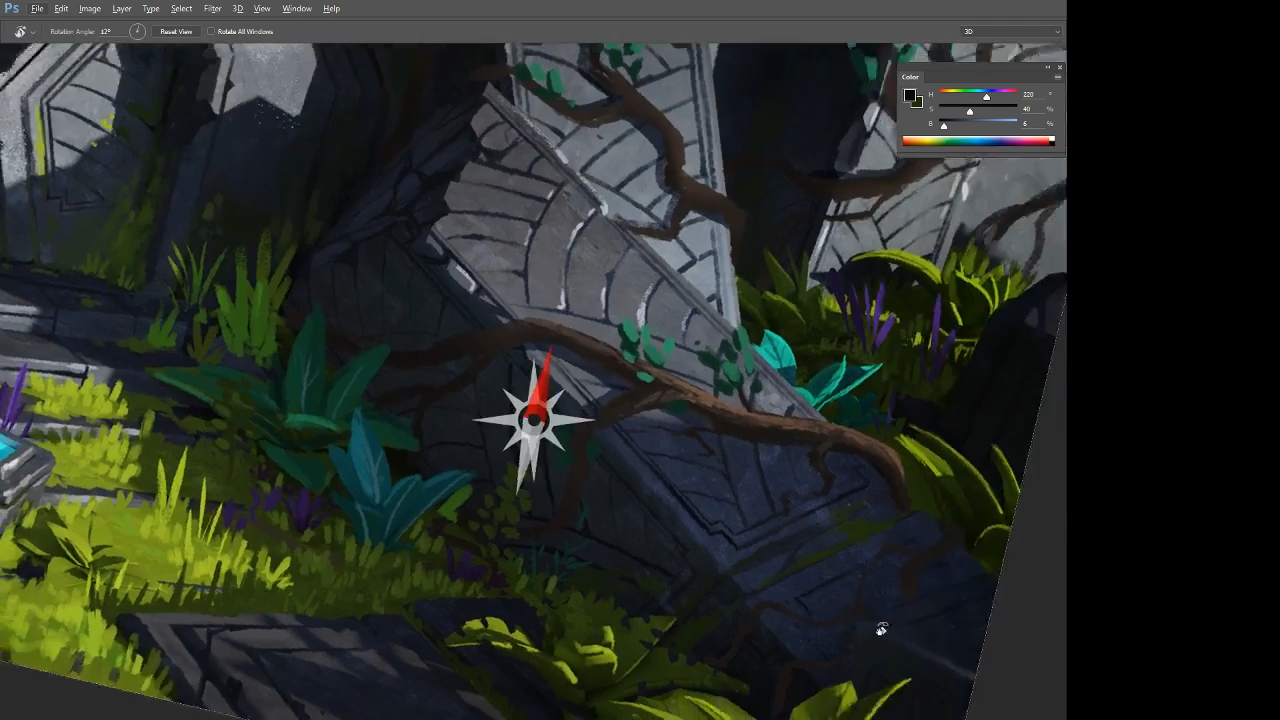 Ps File Edit Image Layer Type Select Filter 3D View Window Help
Rotation Angle: 12° Reset View Rotate All Windows 3D
Color
H 220 °
S 40 %
B 6 %